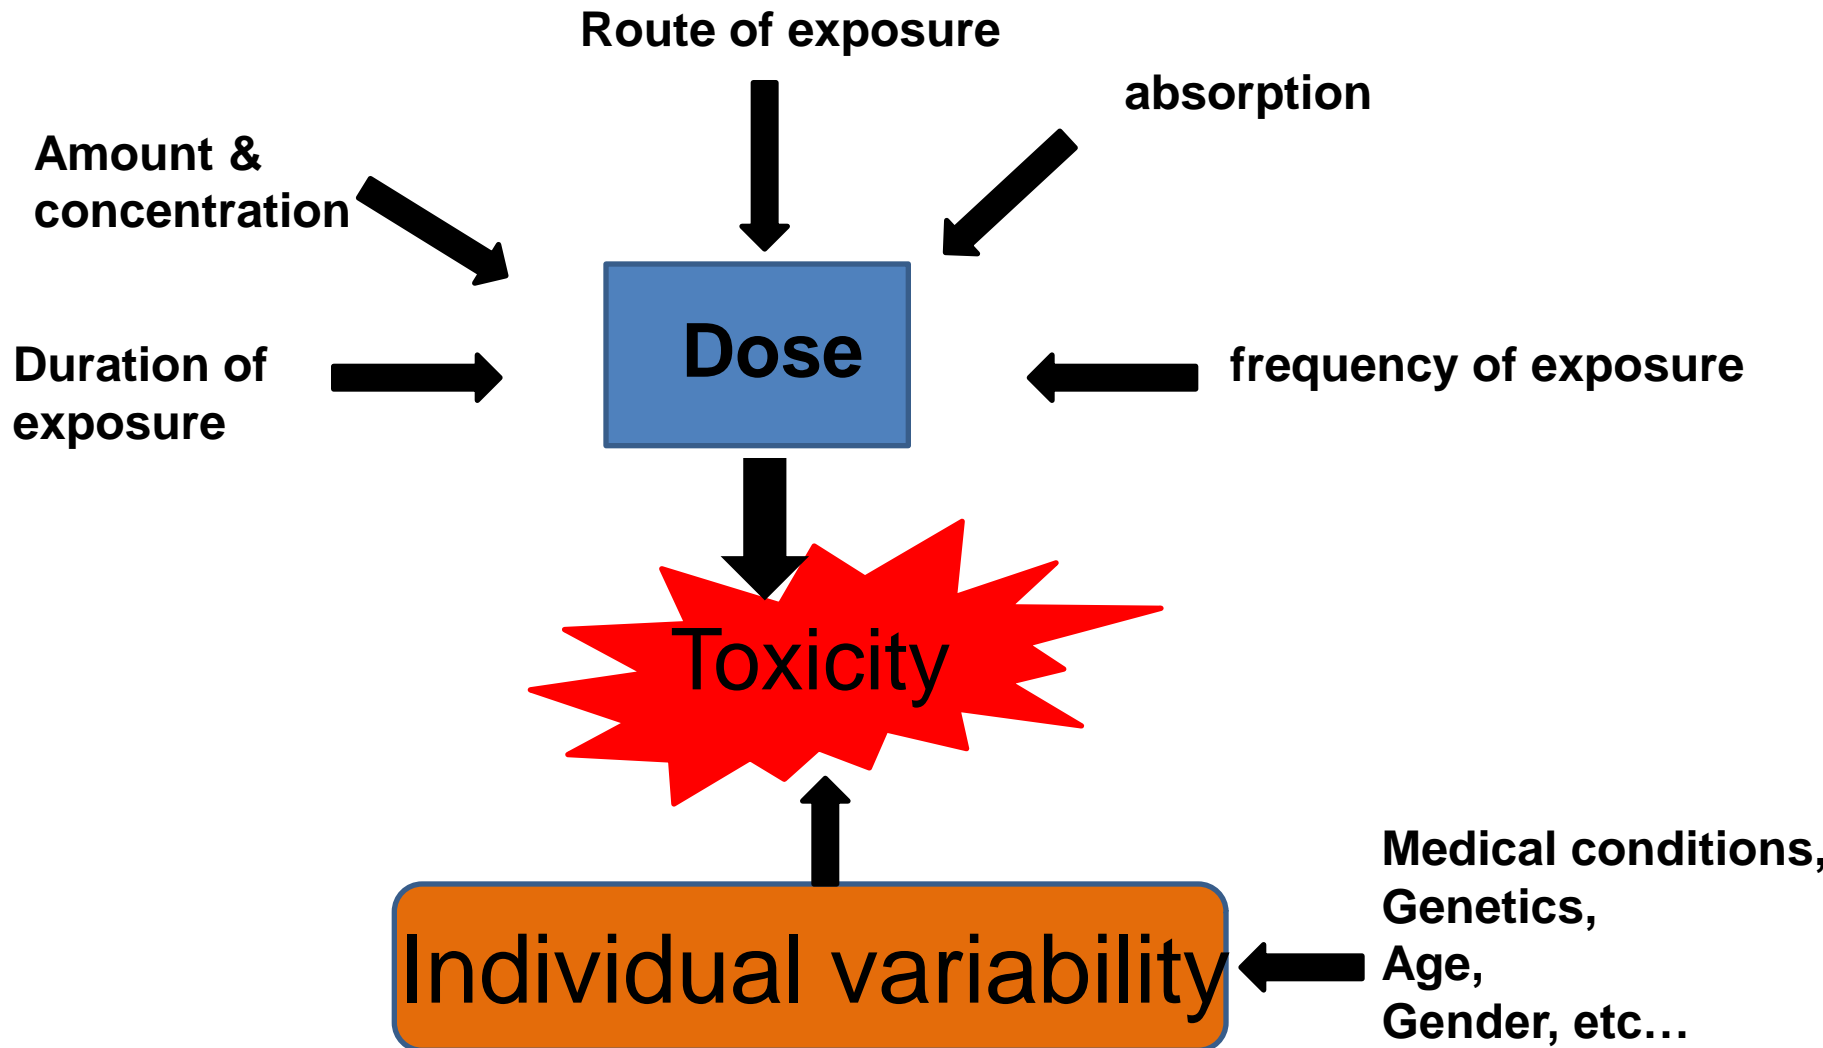 Route of exposure
absorption
Amount &
concentration
Dose
Duration of
exposure
frequency of exposure
Toxicity
Individual variability
Medical conditions,
Genetics,
Age,
Gender, etc…